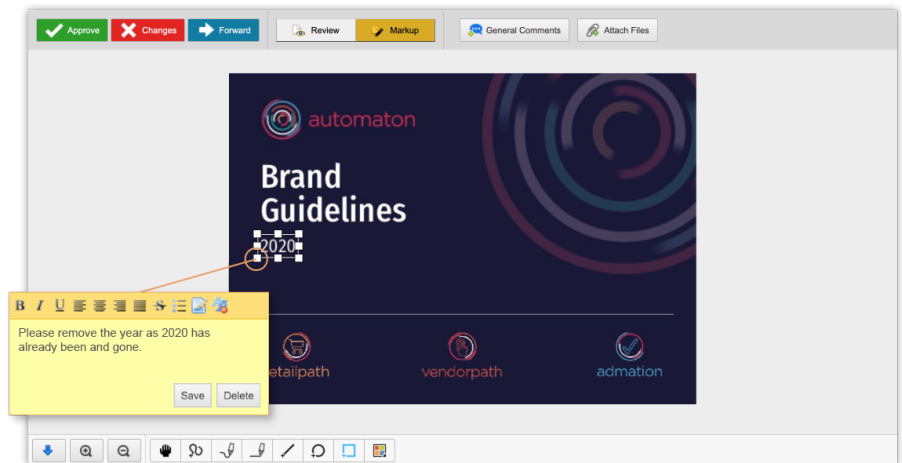 Approve Changes Forward Review Markup General Comments Attach Files
automaton
Brand
Guidelines
2020
B I U S
Please remove the year as 2020 has
already been and gone.
Save Delete
etailpath vendorpath admation